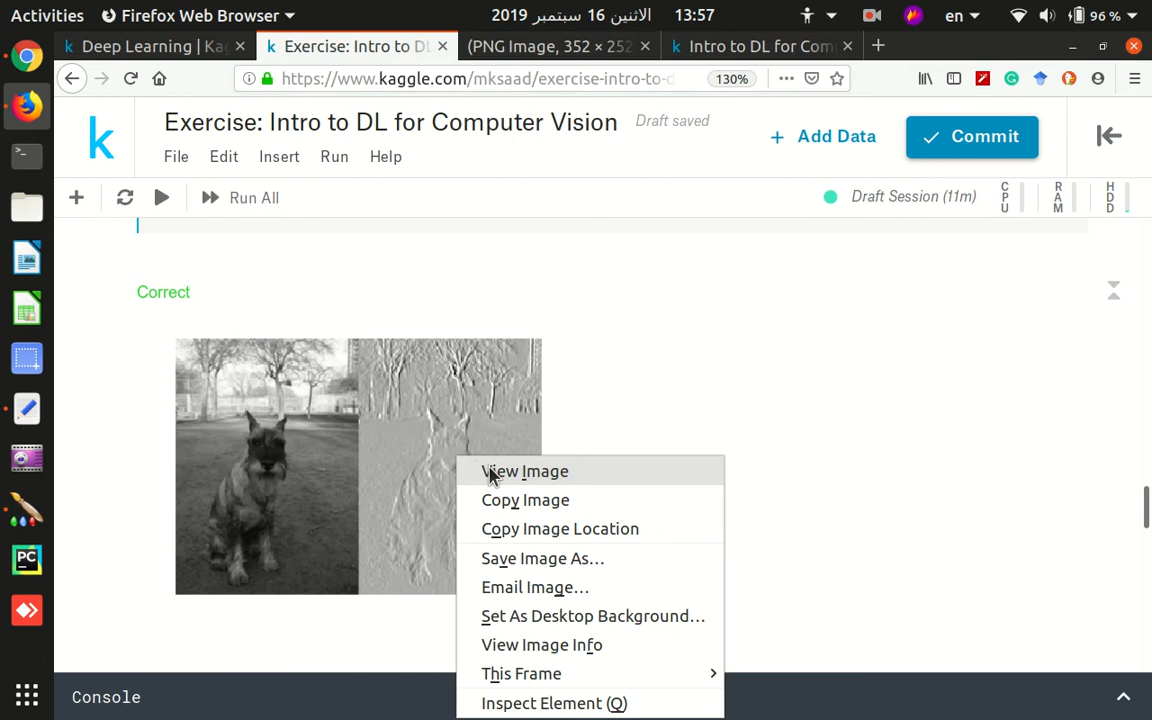 Activities
Firefox Web Browser
الاثنين 16 سبتمبر 2019
13:57
en
96 %
k Deep Learning | Ka
k Exercise: Intro to DL
(PNG Image, 352 × 252
k Intro to DL for Com
https://www.kaggle.com/mksaad/exercise-intro-to-d
130%
k
Exercise: Intro to DL for Computer Vision
Draft saved
File Edit Insert Run Help
+ Add Data
Commit
Run All
Draft Session (11m)
CPU
RAM
HDD
Correct
View Image
Copy Image
Copy Image Location
Save Image As...
Email Image...
Set As Desktop Background...
View Image Info
This Frame
Inspect Element (Q)
PC
Console